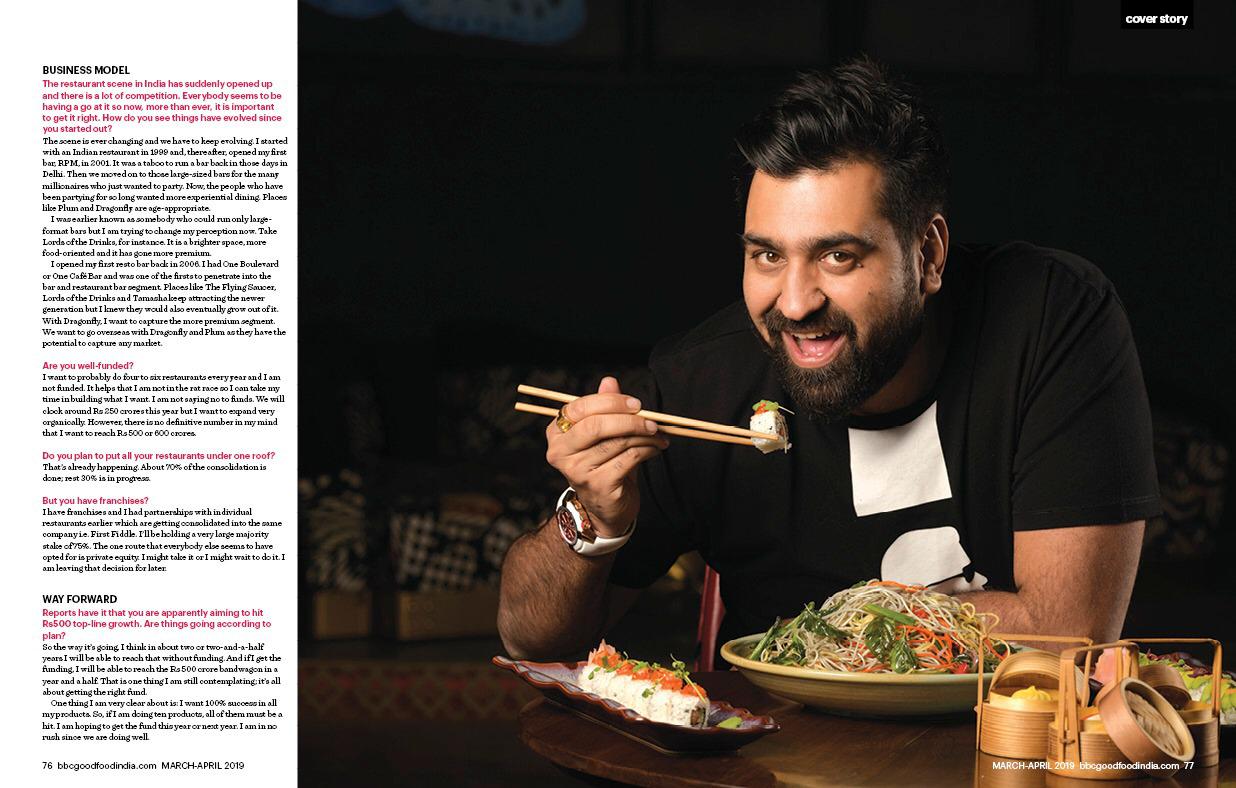 cover story
BUSINESS MODEL
The restaurant scene in India has suddenly opened up
and there is a lot of competition. Everybody seems to be
having a go at it so now, more than ever, it is important
to get it right. How do you see things have evolved since
you started out?
The scene is ever changing and we have to keep evolving. I started
with an Indian restaurant in 1999 and, thereafter, opened my first
bar, RPM, in 2001. It was a taboo to run a bar back in those days in
Delhi. Then we moved on to those large-sized bars for the many
millionaires who just wanted to party. Now, the people who have
been partying for so long wanted more experiential dining. Places
like Plum and Dragonfly are age-appropriate.
I was earlier known as somebody who could run only large-
format bars but I am trying to change my perception now. Take
Lords of the Drinks, for instance. It is a brighter space, more
food-oriented and it has gone more premium.
I opened my first resto bar back in 2006. I had One Boulevard
or One Café Bar and was one of the firsts to penetrate into the
bar and restaurant bar segment. Places like The Flying Saucer,
Lords of the Drinks and Tamasha keep attracting the newer
generation but I knew they would also eventually grow out of it.
With Dragonfly, I want to capture the more premium segment.
We want to go overseas with Dragonfly and Plum as they have the
potential to capture any market.
Are you well-funded?
I want to probably do four to six restaurants every year and I am
not funded. It helps that I am not in the rat race so I can take my
time in building what I want. I am not saying no to funds. We will
clock around Rs 250 crores this year but I want to expand very
organically. However, there is no definitive number in my mind
that I want to reach Rs 500 or 600 crores.
Do you plan to put all your restaurants under one roof?
That's already happening. About 70% of the consolidation is
done; rest 30% is in progress.
But you have franchises?
I have franchises and I had partnerships with individual
restaurants earlier which are getting consolidated into the same
company i.e. First Fiddle. I'll be holding a very large majority
stake of 75%. The one route that everybody else seems to have
opted for is private equity. I might take it or I might wait to do it. I
am leaving that decision for later.
WAY FORWARD
Reports have it that you are apparently aiming to hit
Rs500 top-line growth. Are things going according to
plan?
So the way it's going, I think in about two or two-and-a-half
years I will be able to reach that without funding. And if I get the
funding, I will be able to reach the Rs 500 crore bandwagon in a
year and a half. That is one thing I am still contemplating; it's all
about getting the right fund.
One thing I am very clear about is: I want 100% success in all
my products. So, if I am doing ten products, all of them must be a
hit. I am hoping to get the fund this year or next year. I am in no
rush since we are doing well.
76 bbcgoodfoodindia.com MARCH-APRIL 2019
MARCH-APRIL 2019 bbcgoodfoodindia.com 77